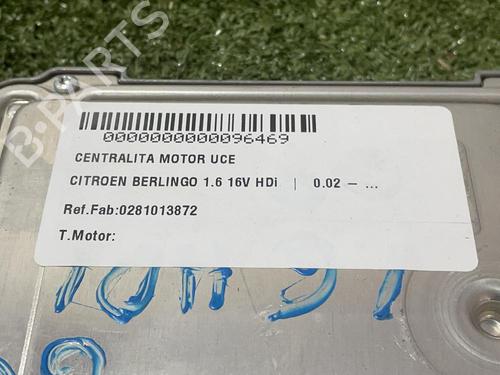 B-PARTS
0000000000096469
CENTRALITA MOTOR UCE
CITROEN BERLINGO 1.6 16V HDi | 0.02 – ...
Ref.Fab:0281013872
T.Motor: